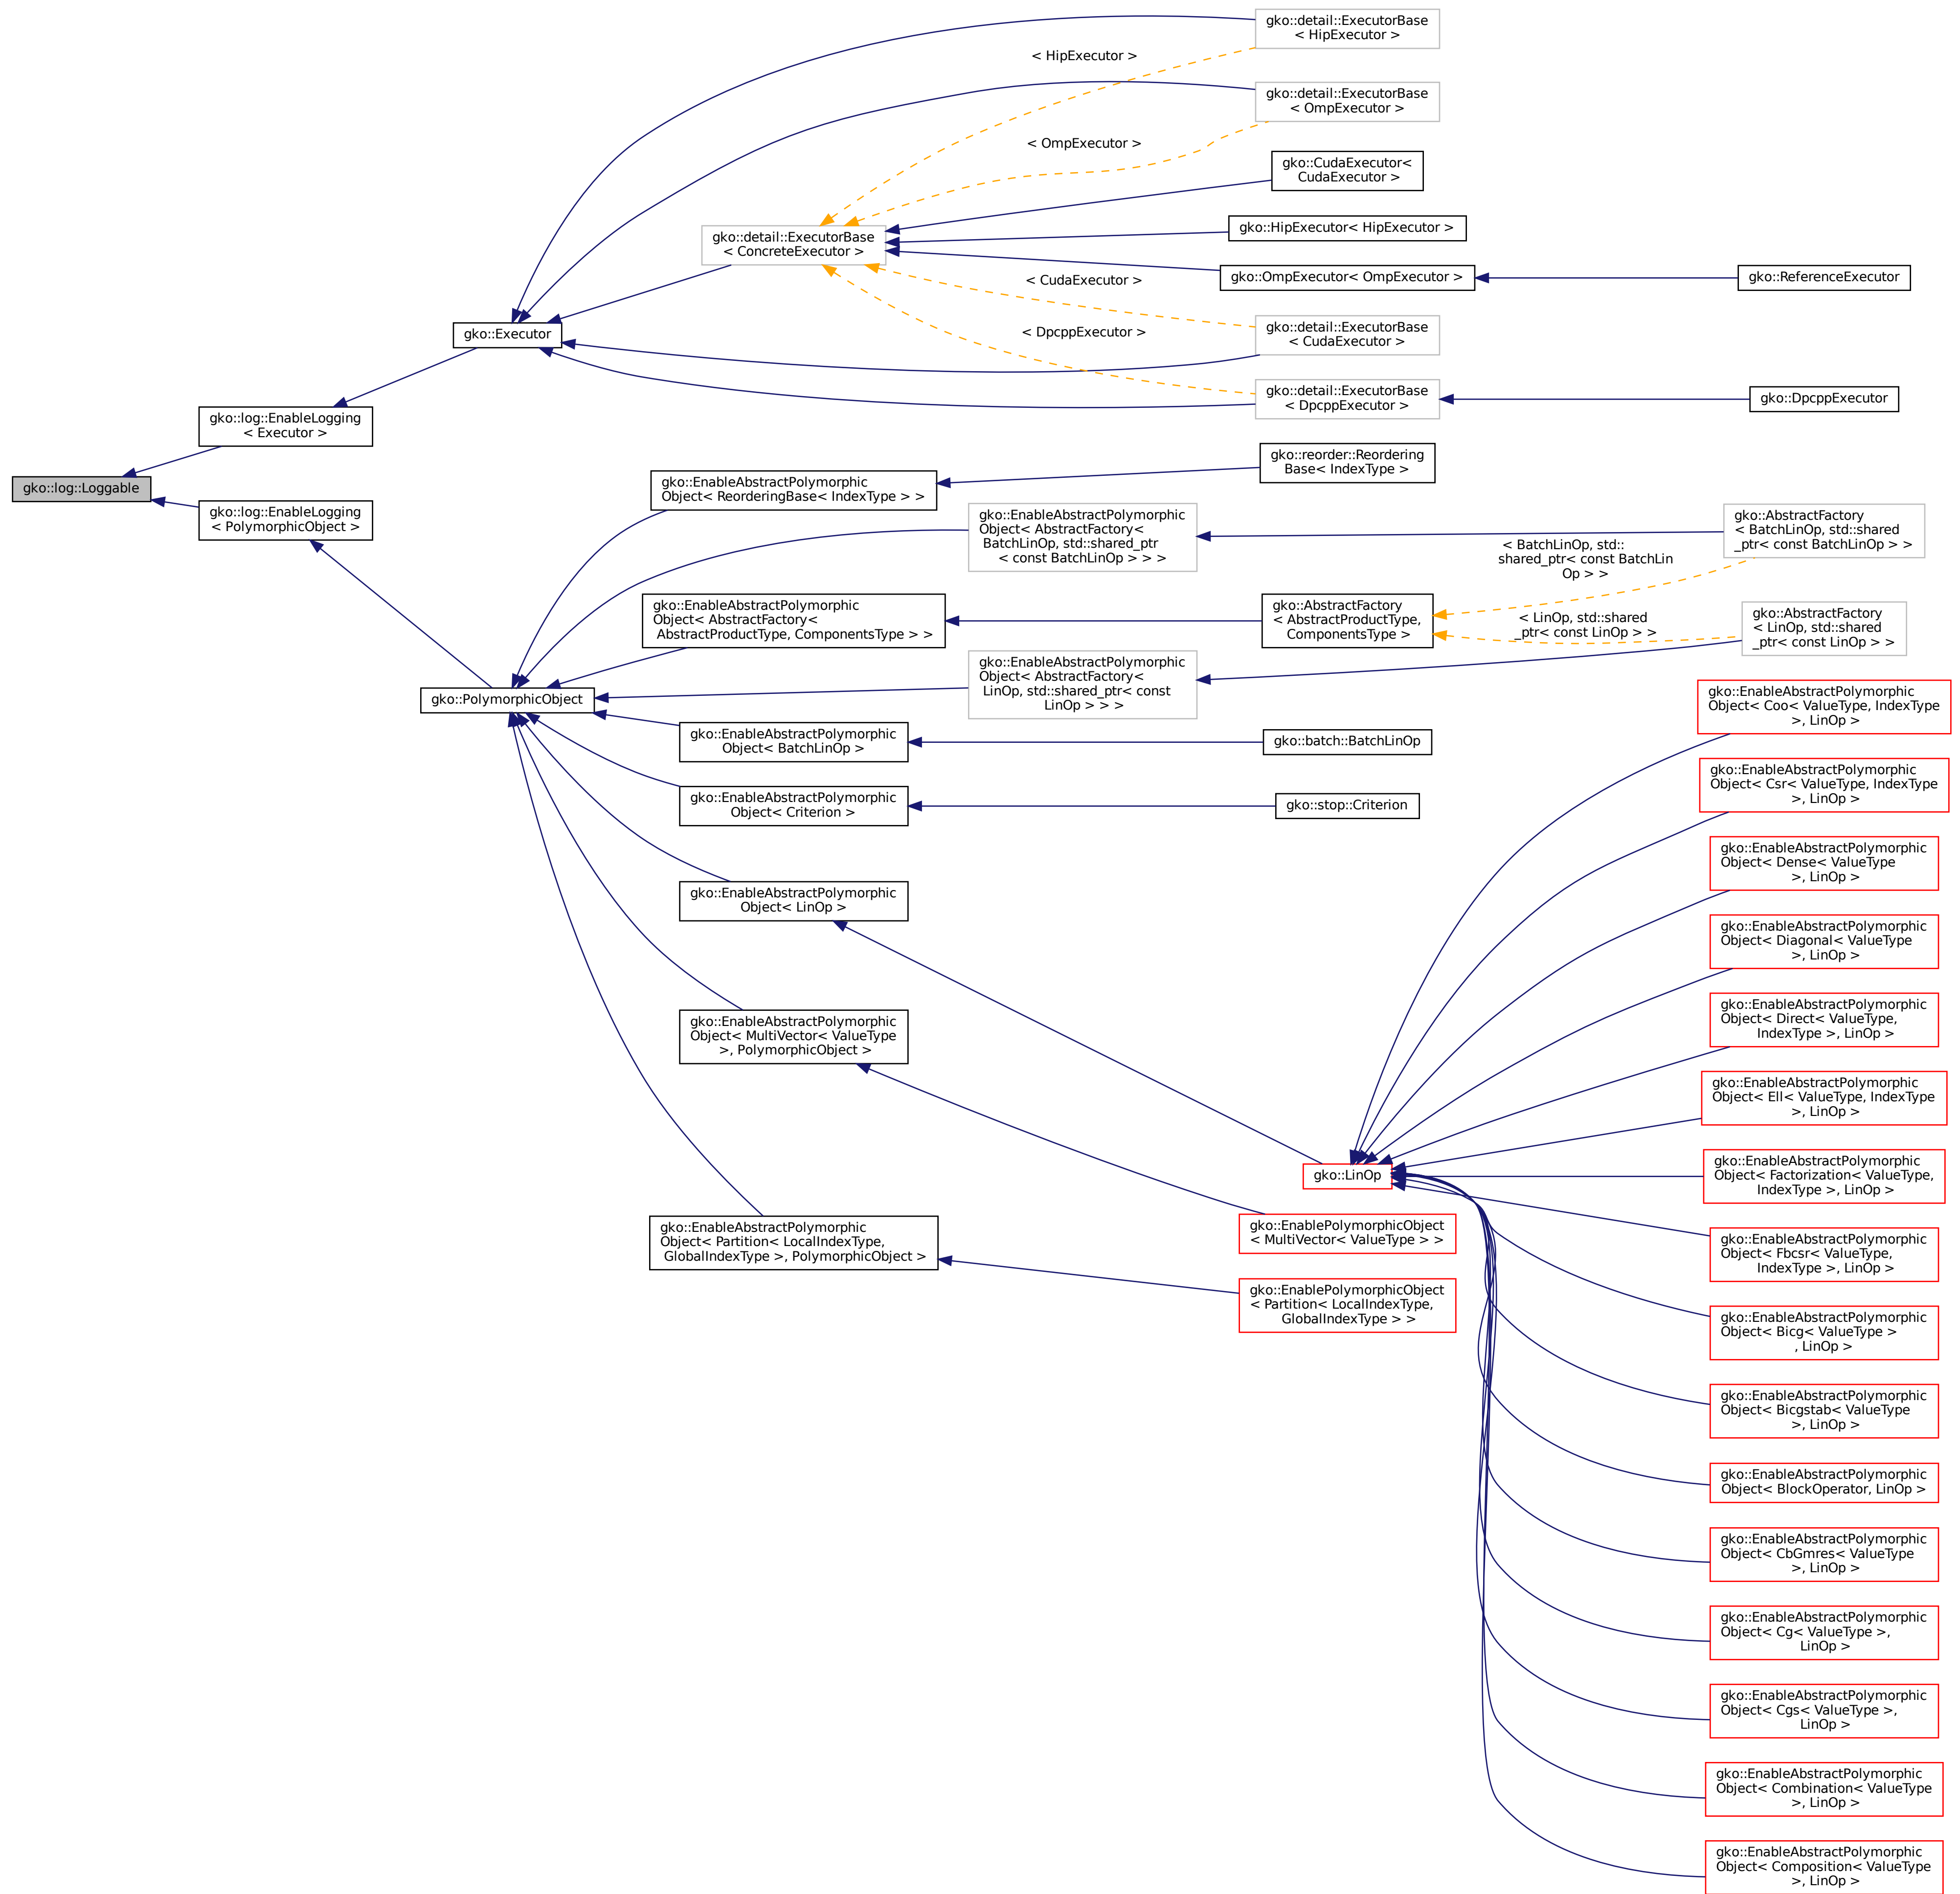 gko::log::Loggable
gko::log::EnableLogging
< Executor >
gko::log::EnableLogging
< PolymorphicObject >
gko::Executor
gko::PolymorphicObject
gko::detail::ExecutorBase
< ConcreteExecutor >
gko::EnableAbstractPolymorphic
Object< ReorderingBase< IndexType > >
gko::EnableAbstractPolymorphic
Object< AbstractFactory<
BatchLinOp, std::shared_ptr
< const BatchLinOp > > >
gko::EnableAbstractPolymorphic
Object< AbstractFactory<
AbstractProductType, ComponentsType > >
gko::EnableAbstractPolymorphic
Object< AbstractFactory<
LinOp, std::shared_ptr< const
LinOp > > >
gko::EnableAbstractPolymorphic
Object< BatchLinOp >
gko::EnableAbstractPolymorphic
Object< Criterion >
gko::EnableAbstractPolymorphic
Object< LinOp >
gko::EnableAbstractPolymorphic
Object< MultiVector< ValueType
>, PolymorphicObject >
gko::EnableAbstractPolymorphic
Object< Partition< LocalIndexType,
GlobalIndexType >, PolymorphicObject >
< HipExecutor >
< OmpExecutor >
< CudaExecutor >
< DpcppExecutor >
gko::detail::ExecutorBase
< HipExecutor >
gko::detail::ExecutorBase
< OmpExecutor >
gko::CudaExecutor<
CudaExecutor >
gko::HipExecutor< HipExecutor >
gko::OmpExecutor< OmpExecutor >
gko::detail::ExecutorBase
< CudaExecutor >
gko::detail::ExecutorBase
< DpcppExecutor >
gko::reorder::Reordering
Base< IndexType >
gko::AbstractFactory
< AbstractProductType,
ComponentsType >
gko::batch::BatchLinOp
gko::stop::Criterion
gko::LinOp
gko::EnablePolymorphicObject
< MultiVector< ValueType > >
gko::EnablePolymorphicObject
< Partition< LocalIndexType,
GlobalIndexType > >
< BatchLinOp, std::
shared_ptr< const BatchLin
Op > >
< LinOp, std::shared
_ptr< const LinOp > >
gko::ReferenceExecutor
gko::DpcppExecutor
gko::AbstractFactory
< BatchLinOp, std::shared
_ptr< const BatchLinOp > >
gko::AbstractFactory
< LinOp, std::shared
_ptr< const LinOp > >
gko::EnableAbstractPolymorphic
Object< Coo< ValueType, IndexType
>, LinOp >
gko::EnableAbstractPolymorphic
Object< Csr< ValueType, IndexType
>, LinOp >
gko::EnableAbstractPolymorphic
Object< Dense< ValueType
>, LinOp >
gko::EnableAbstractPolymorphic
Object< Diagonal< ValueType
>, LinOp >
gko::EnableAbstractPolymorphic
Object< Direct< ValueType,
IndexType >, LinOp >
gko::EnableAbstractPolymorphic
Object< Ell< ValueType, IndexType
>, LinOp >
gko::EnableAbstractPolymorphic
Object< Factorization< ValueType,
IndexType >, LinOp >
gko::EnableAbstractPolymorphic
Object< Fbcsr< ValueType,
IndexType >, LinOp >
gko::EnableAbstractPolymorphic
Object< Bicg< ValueType >
, LinOp >
gko::EnableAbstractPolymorphic
Object< Bicgstab< ValueType
>, LinOp >
gko::EnableAbstractPolymorphic
Object< BlockOperator, LinOp >
gko::EnableAbstractPolymorphic
Object< CbGmres< ValueType
>, LinOp >
gko::EnableAbstractPolymorphic
Object< Cg< ValueType >,
LinOp >
gko::EnableAbstractPolymorphic
Object< Cgs< ValueType >,
LinOp >
gko::EnableAbstractPolymorphic
Object< Combination< ValueType
>, LinOp >
gko::EnableAbstractPolymorphic
Object< Composition< ValueType
>, LinOp >